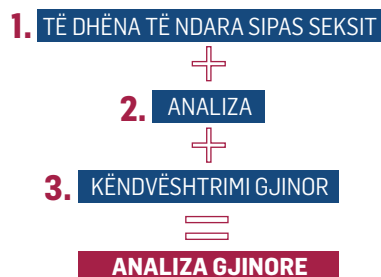 1. TË DHËNA TË NDARA SIPAS SEKSIT
+
2. ANALIZA
+
3. KËNDVËSHTRIMI GJINOR
=
ANALIZA GJINORE